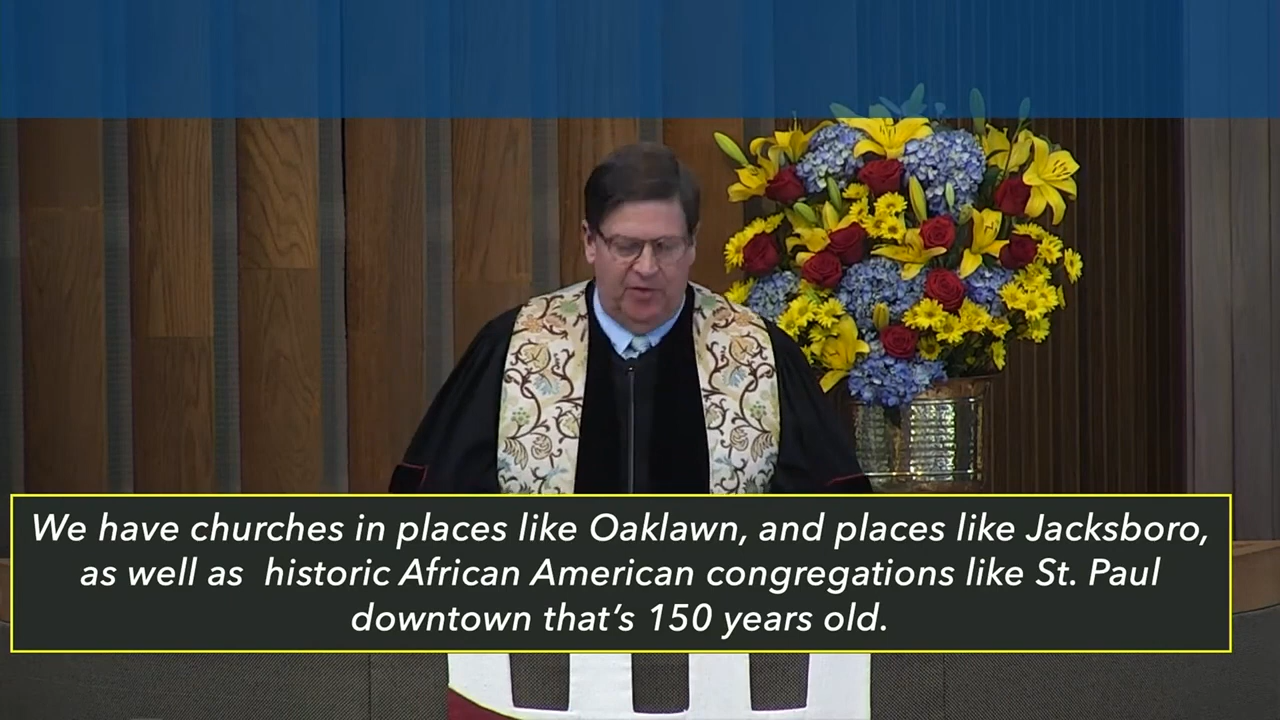 We have churches in places like Oaklawn, and places like Jacksboro,
as well as  historic African American congregations like St. Paul
downtown that’s 150 years old.